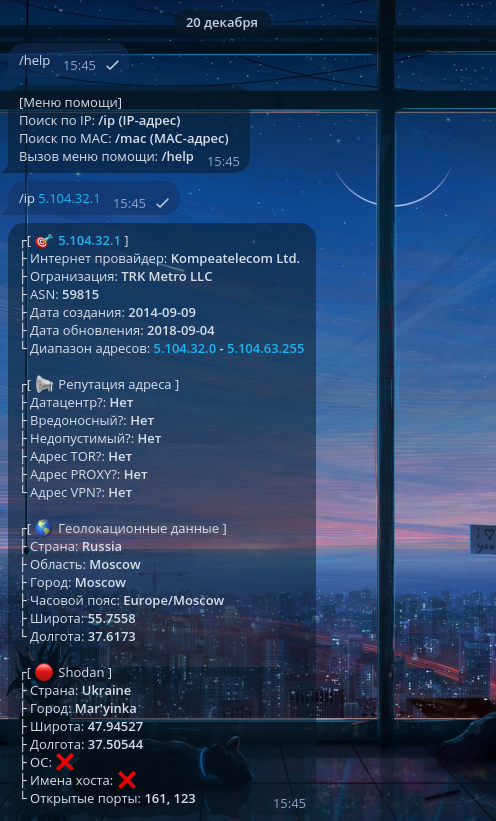 20 декабря
/help 15:45
[Меню помощи]
Поиск по IP: /ip (IP-адрес)
Поиск по MAC: /mac (MAC-адрес)
Вызов меню помощи: /help 15:45
/ip 5.104.32.1 15:45
┌[ 🎯 5.104.32.1 ]
├ Интернет провайдер: Kompeatelecom Ltd.
├ Огранизация: TRK Metro LLC
├ ASN: 59815
├ Дата создания: 2014-09-09
├ Дата обновления: 2018-09-04
└ Диапазон адресов: 5.104.32.0 - 5.104.63.255
┌[ 📢 Репутация адреса ]
├ Датацентр?: Нет
├ Вредоносный?: Нет
├ Недопустимый?: Нет
├ Адрес TOR?: Нет
├ Адрес PROXY?: Нет
└ Адрес VPN?: Нет
┌[ 🌎 Геолокационные данные ]
├ Страна: Russia
├ Область: Moscow
├ Город: Moscow
├ Часовой пояс: Europe/Moscow
├ Широта: 55.7558
└ Долгота: 37.6173
┌[ 🔴 Shodan ]
├ Страна: Ukraine
├ Город: Mar'yinka
├ Широта: 47.94527
├ Долгота: 37.50544
├ ОС: ❌
├ Имена хоста: ❌
└ Открытые порты: 161, 123 15:45
i ♡
you